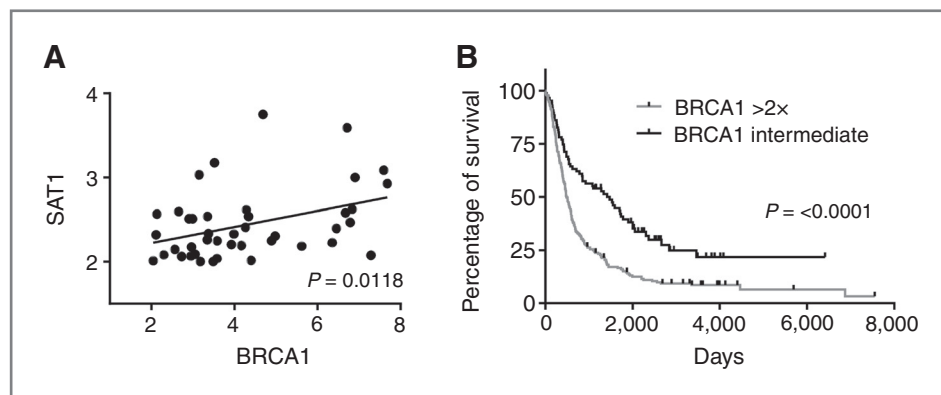 A
SAT1
4
3
2
P = 0.0118
2
4
6
8
BRCA1
B
Percentage of survival
100
75
50
25
0
BRCA1 >2×
BRCA1 intermediate
P = <0.0001
0
2,000
4,000
6,000
8,000
Days